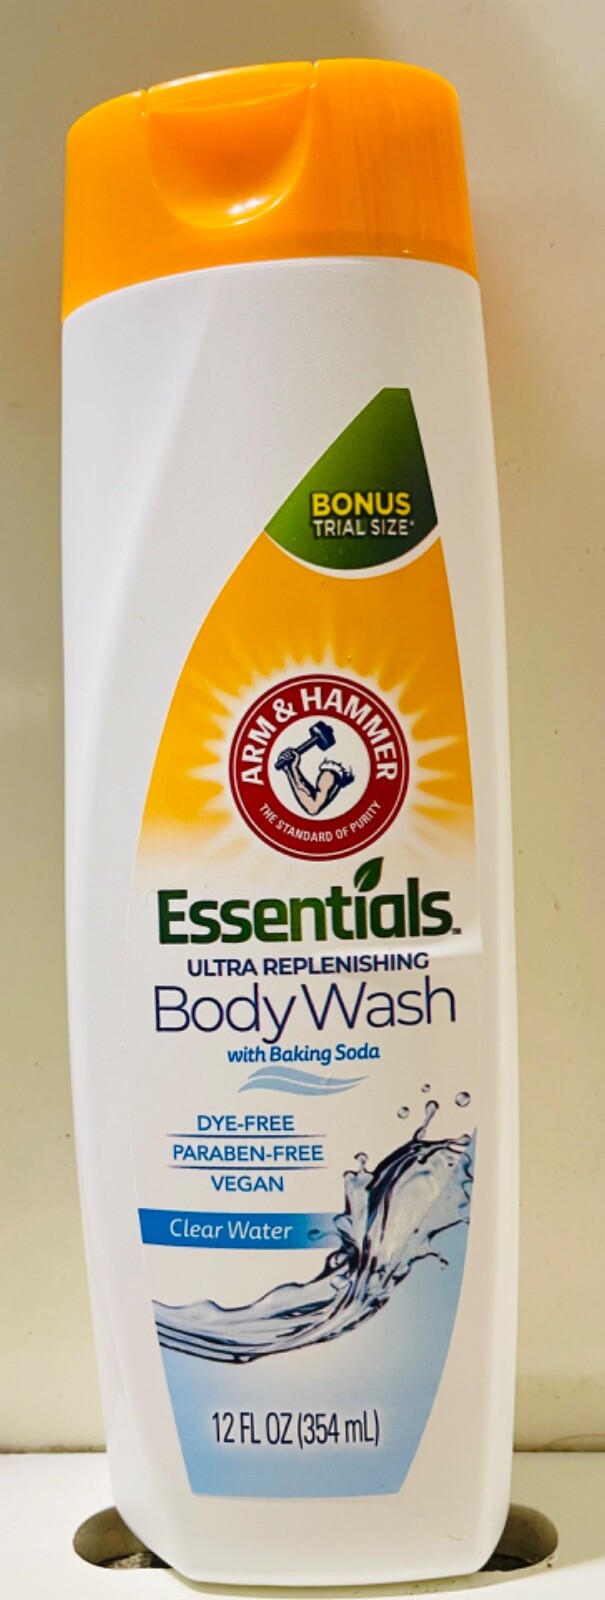 BONUS
TRIAL SIZE*
ARM & HAMMER
THE STANDARD OF PURITY
Essentials™
ULTRA REPLENISHING
Body Wash
with Baking Soda
DYE-FREE
PARABEN-FREE
VEGAN
Clear Water
12 FL OZ (354 mL)